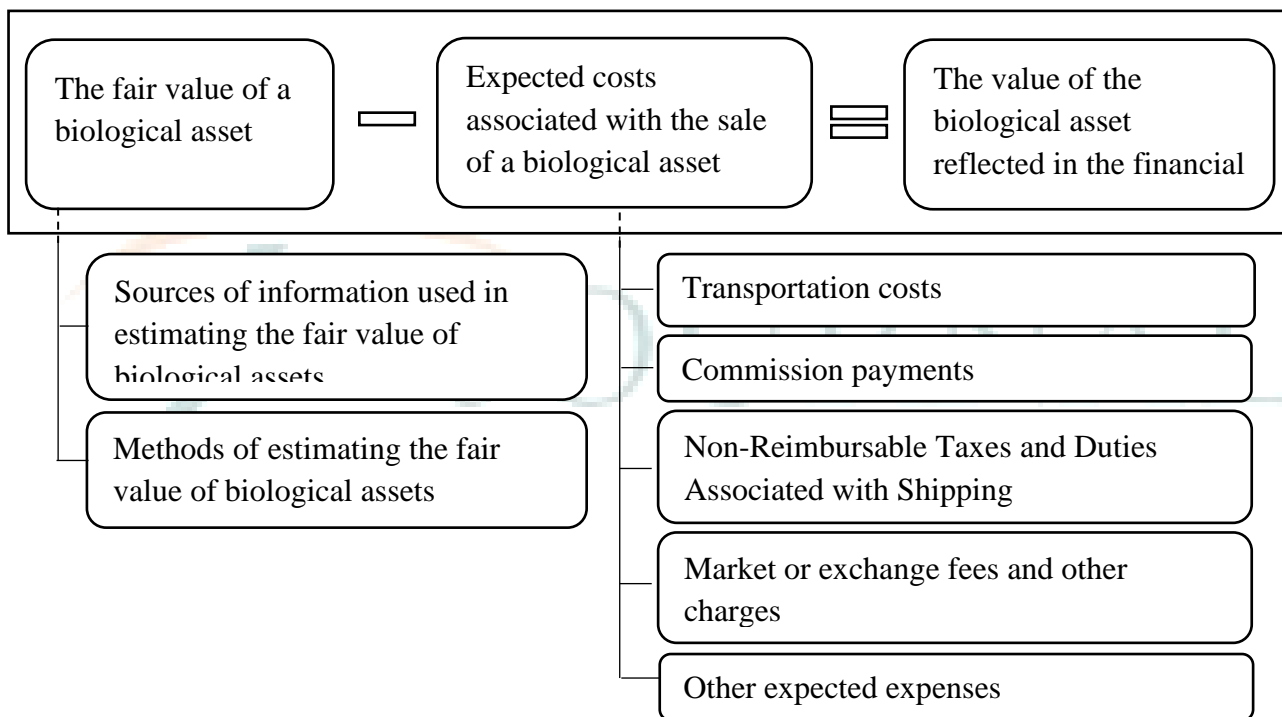 The fair value of a
biological asset
Expected costs
associated with the sale
of a biological asset
The value of the
biological asset
reflected in the financial
Sources of information used in
estimating the fair value of
biological assets
Methods of estimating the fair
value of biological assets
Transportation costs
Commission payments
Non-Reimbursable Taxes and Duties
Associated with Shipping
Market or exchange fees and other
charges
Other expected expenses